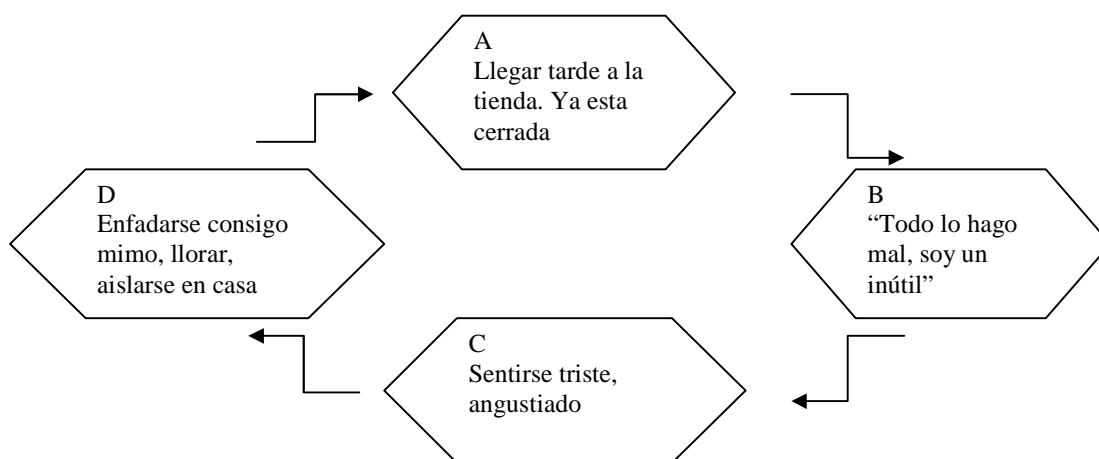 A
Llegar tarde a la
tienda. Ya esta
cerrada
D
Enfadarse consigo
mimo, llorar,
aislarse en casa
B
“Todo lo hago
mal, soy un
inútil”
C
Sentirse triste,
angustiado